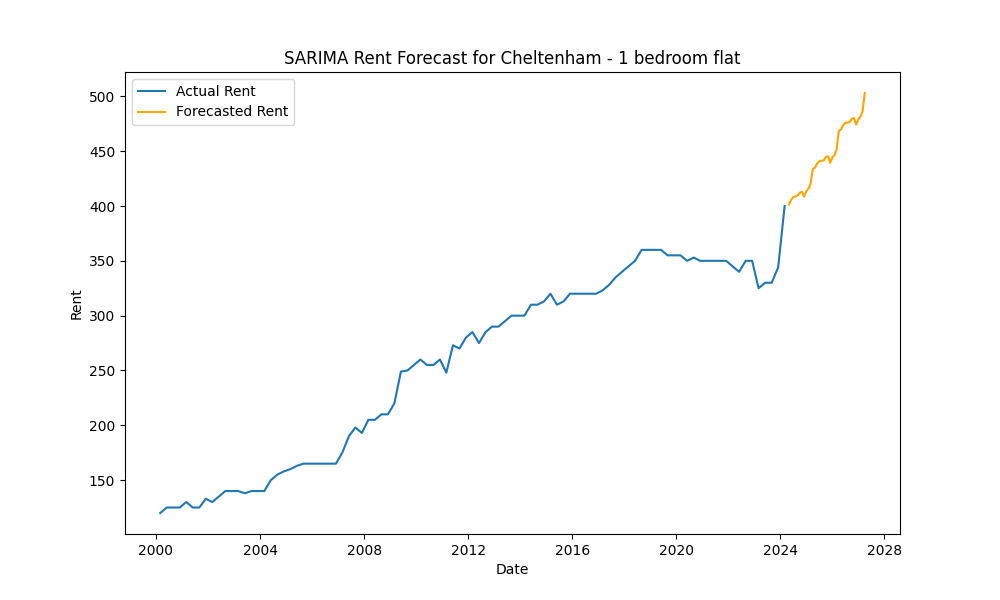 SARIMA Rent Forecast for Cheltenham - 1 bedroom flat
Actual Rent
Forecasted Rent
500
450
400
350
300
250
200
150
Rent
2000 2004 2008 2012 2016 2020 2024 2028
Date